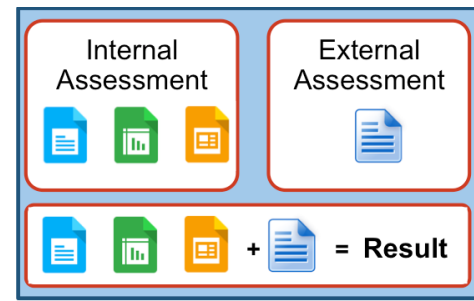 Internal
Assessment
External
Assessment
+ = Result